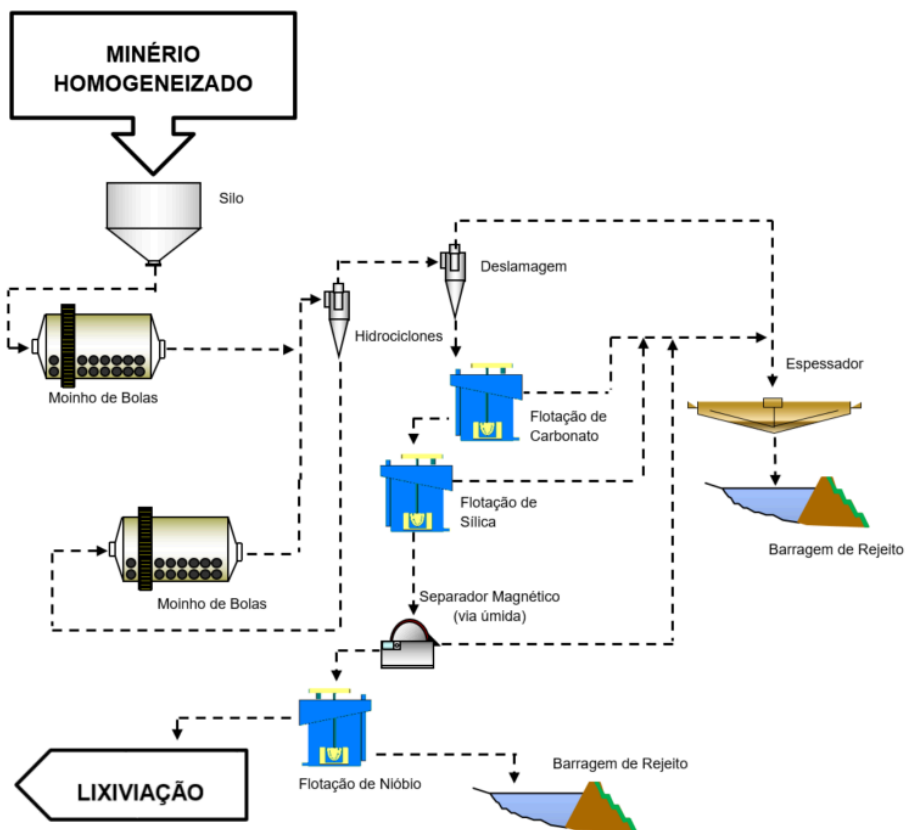 MINÉRIO
HOMOGENEIZADO
Silo
Deslamagem
Hidrociclones
Moinho de Bolas
Espessador
Flotação de
Carbonato
Flotação de
Sílica
Barragem de Rejeito
Moinho de Bolas
Separador Magnético
(via úmida)
Flotação de Nióbio
Barragem de Rejeito
LIXIVIAÇÃO